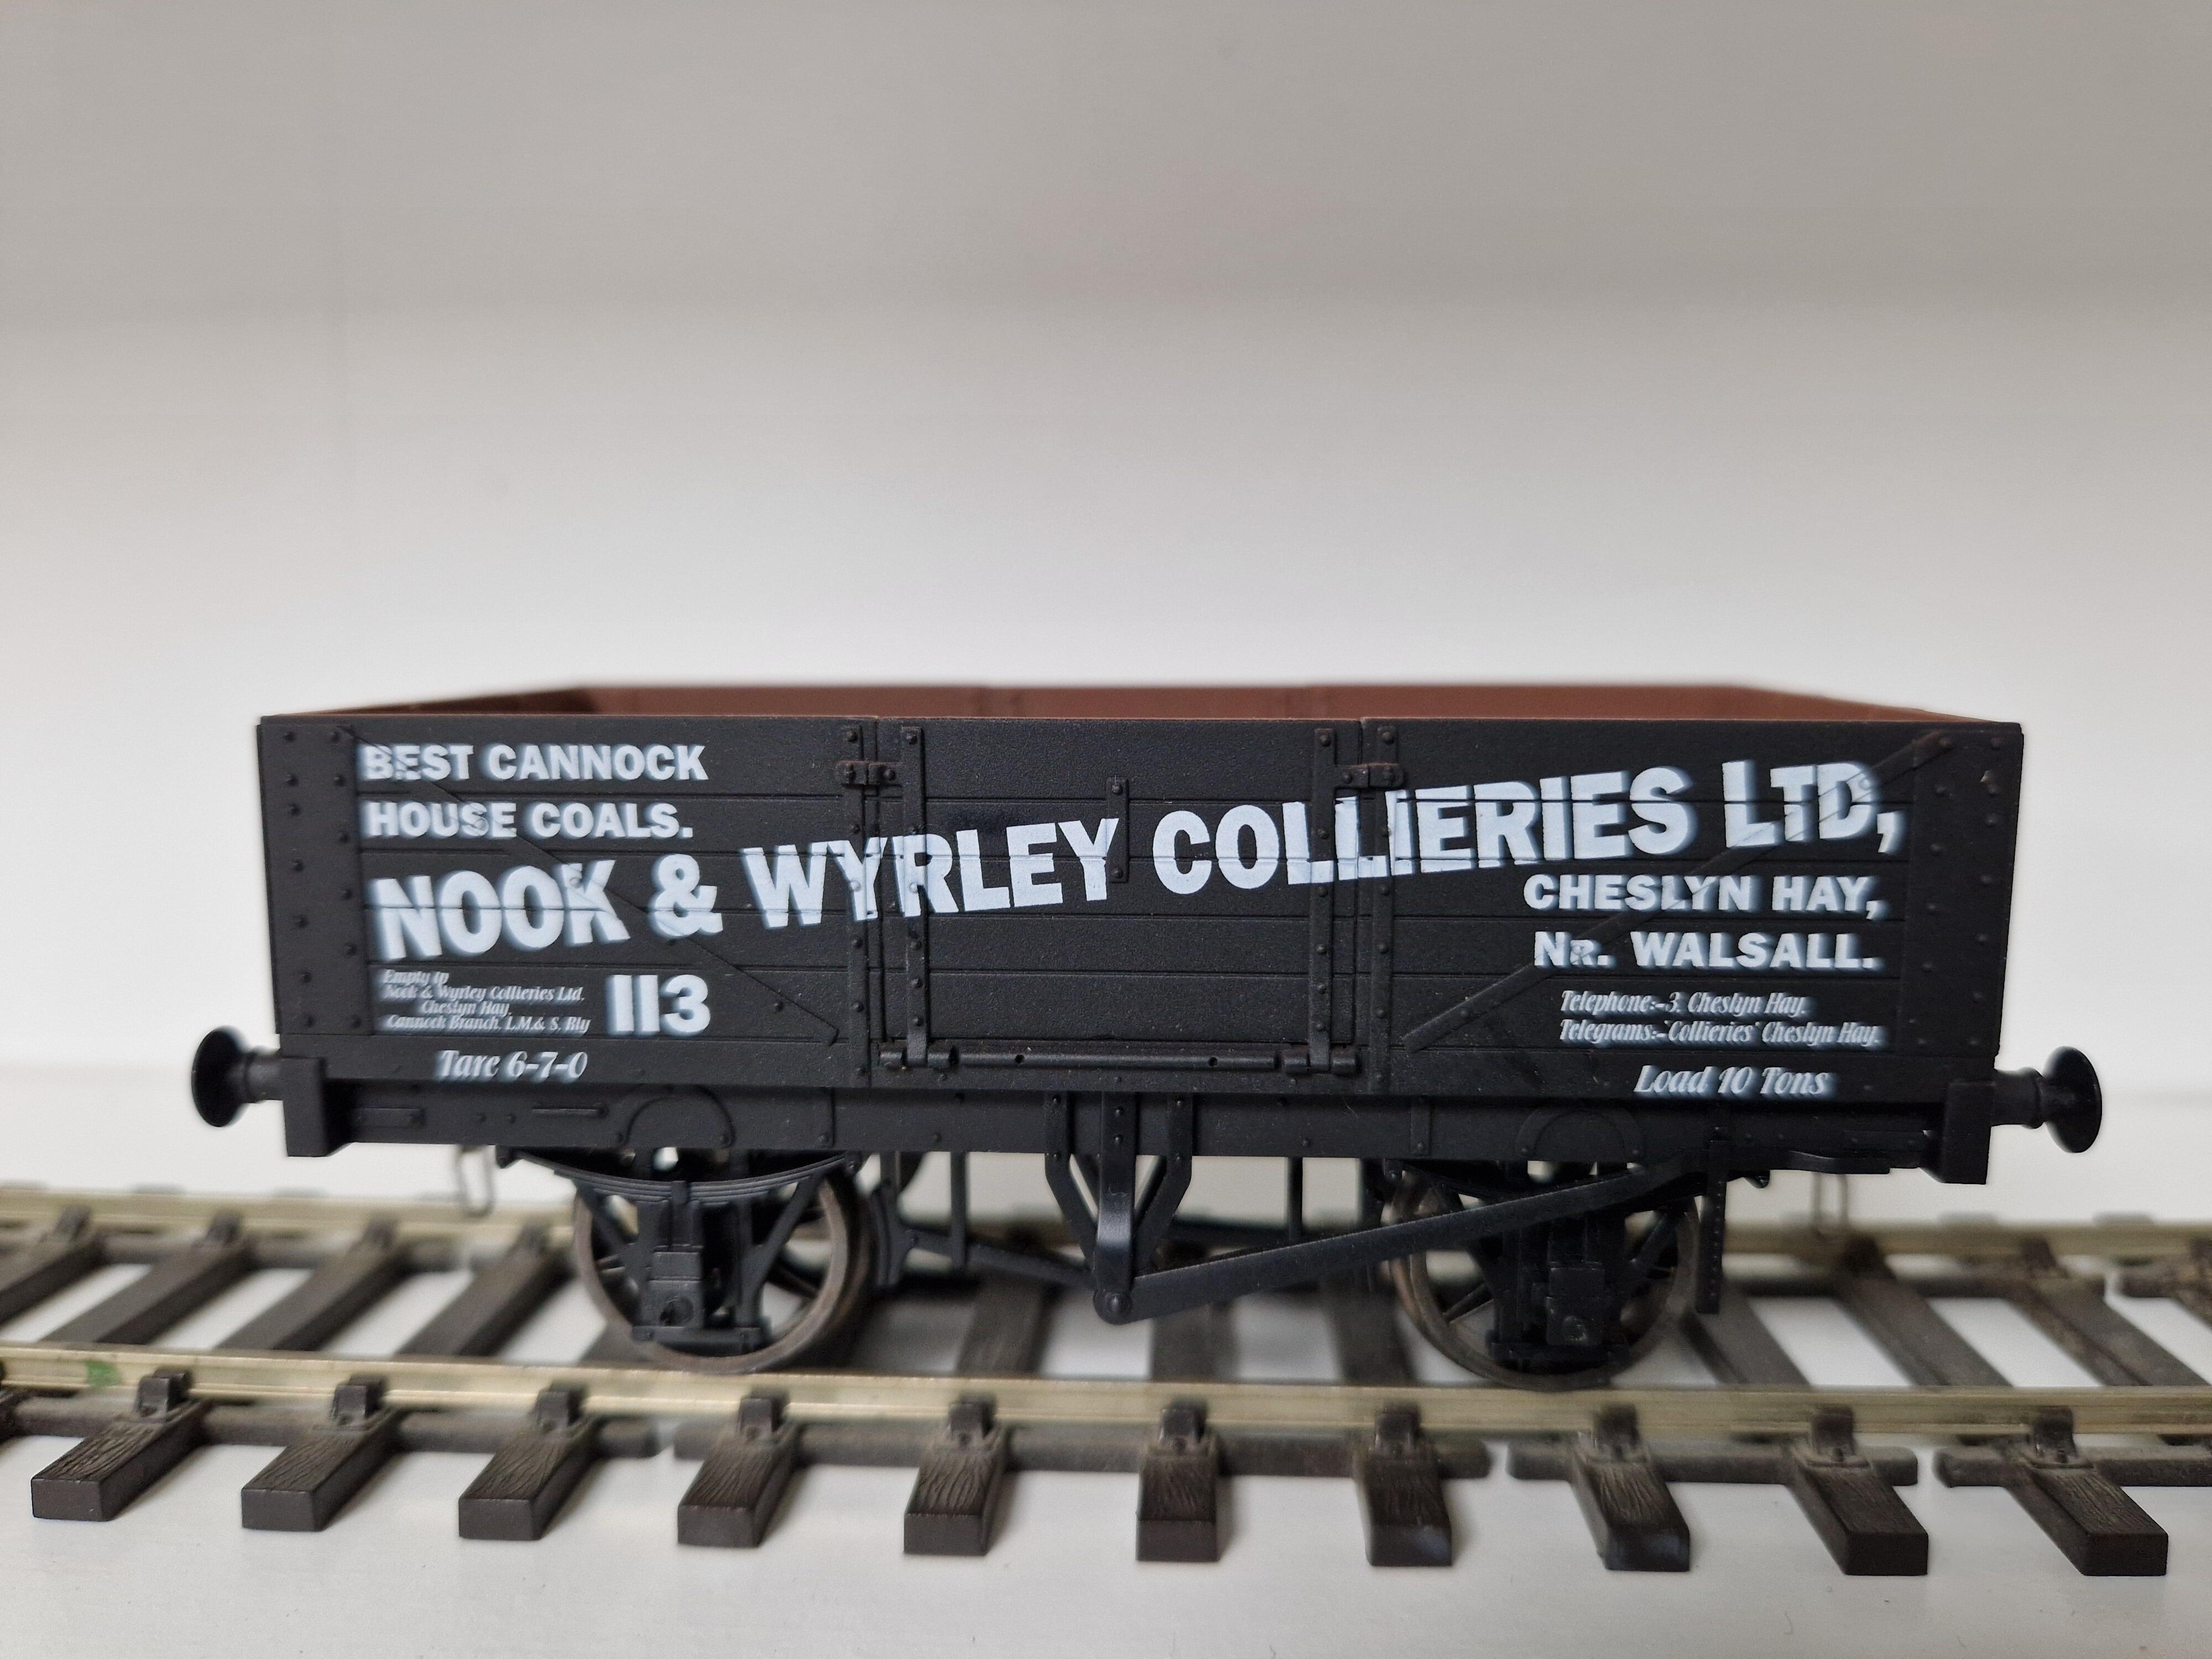 BEST CANNOCK
HOUSE COALS.
NOOK & WYRLEY COLLIERIES LTD,
CHESLYN HAY,
NR. WALSALL.
Empty to
Nook & Wyrley Collieries Ltd.
Cheslyn Hay.
Cannock Branch. L.M.& S. Rly
113
Telephone:-3. Cheslyn Hay.
Telegrams:-"Collieries" Cheslyn Hay.
Tare 6-7-0
Load 10 Tons